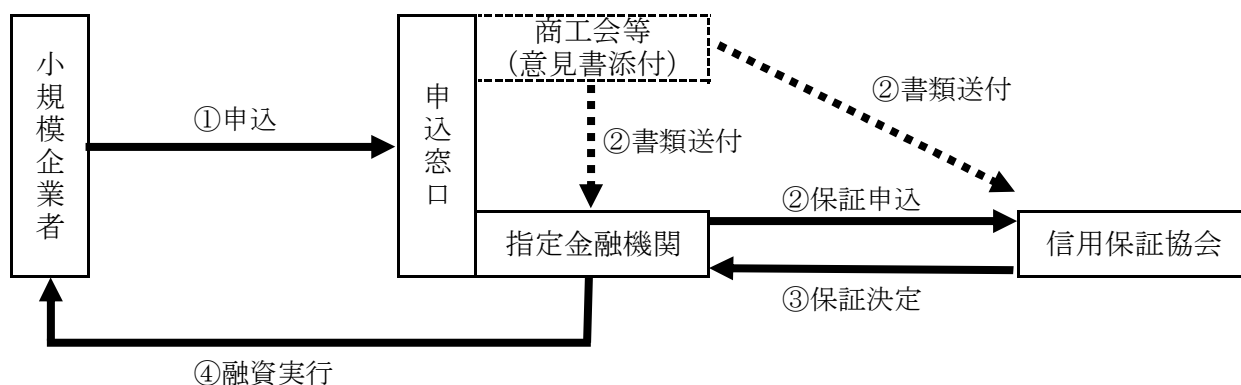 小規模企業者
①申込
申込窓口
商工会等
(意見書添付)
②書類送付
②書類送付
指定金融機関
②保証申込
③保証決定
信用保証協会
④融資実行